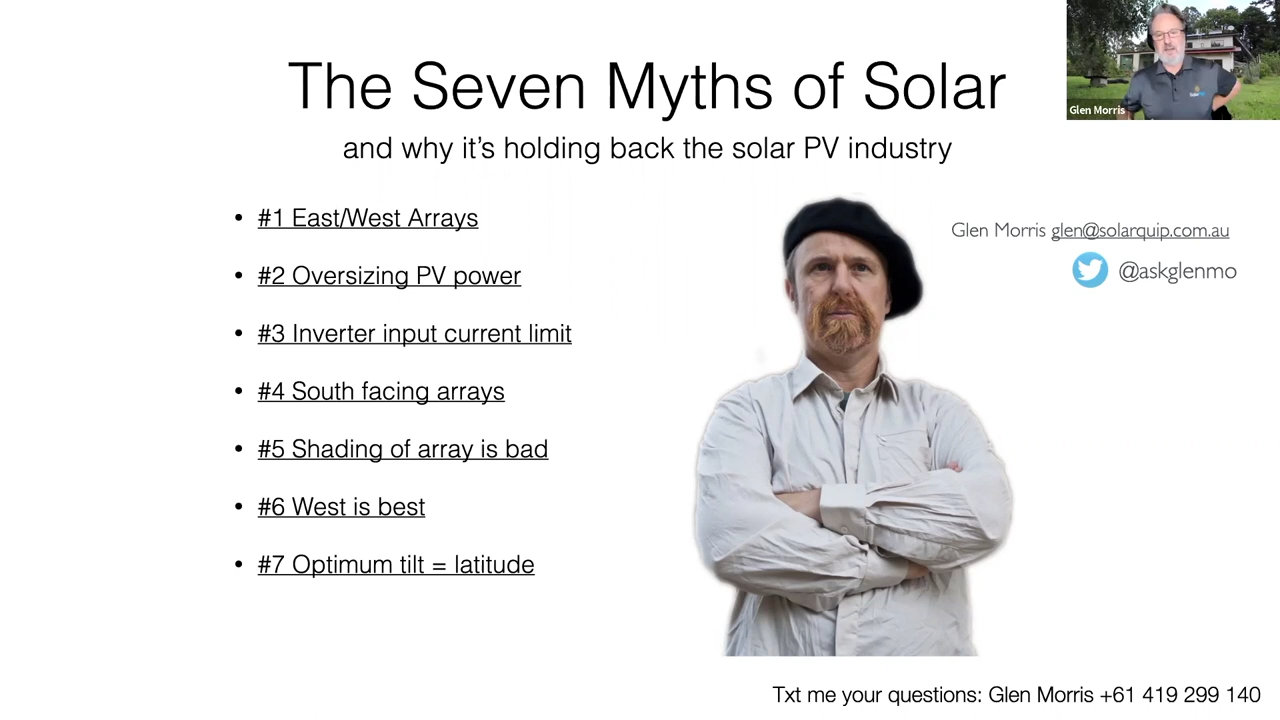 The Seven Myths of Solar
and why it's holding back the solar PV industry
• #1 East/West Arrays
• #2 Oversizing PV power
• #3 Inverter input current limit
• #4 South facing arrays
• #5 Shading of array is bad
• #6 West is best
• #7 Optimum tilt = latitude
Glen Morris
Glen Morris glen@solarquip.com.au
@askglenmo
Txt me your questions: Glen Morris +61 419 299 140